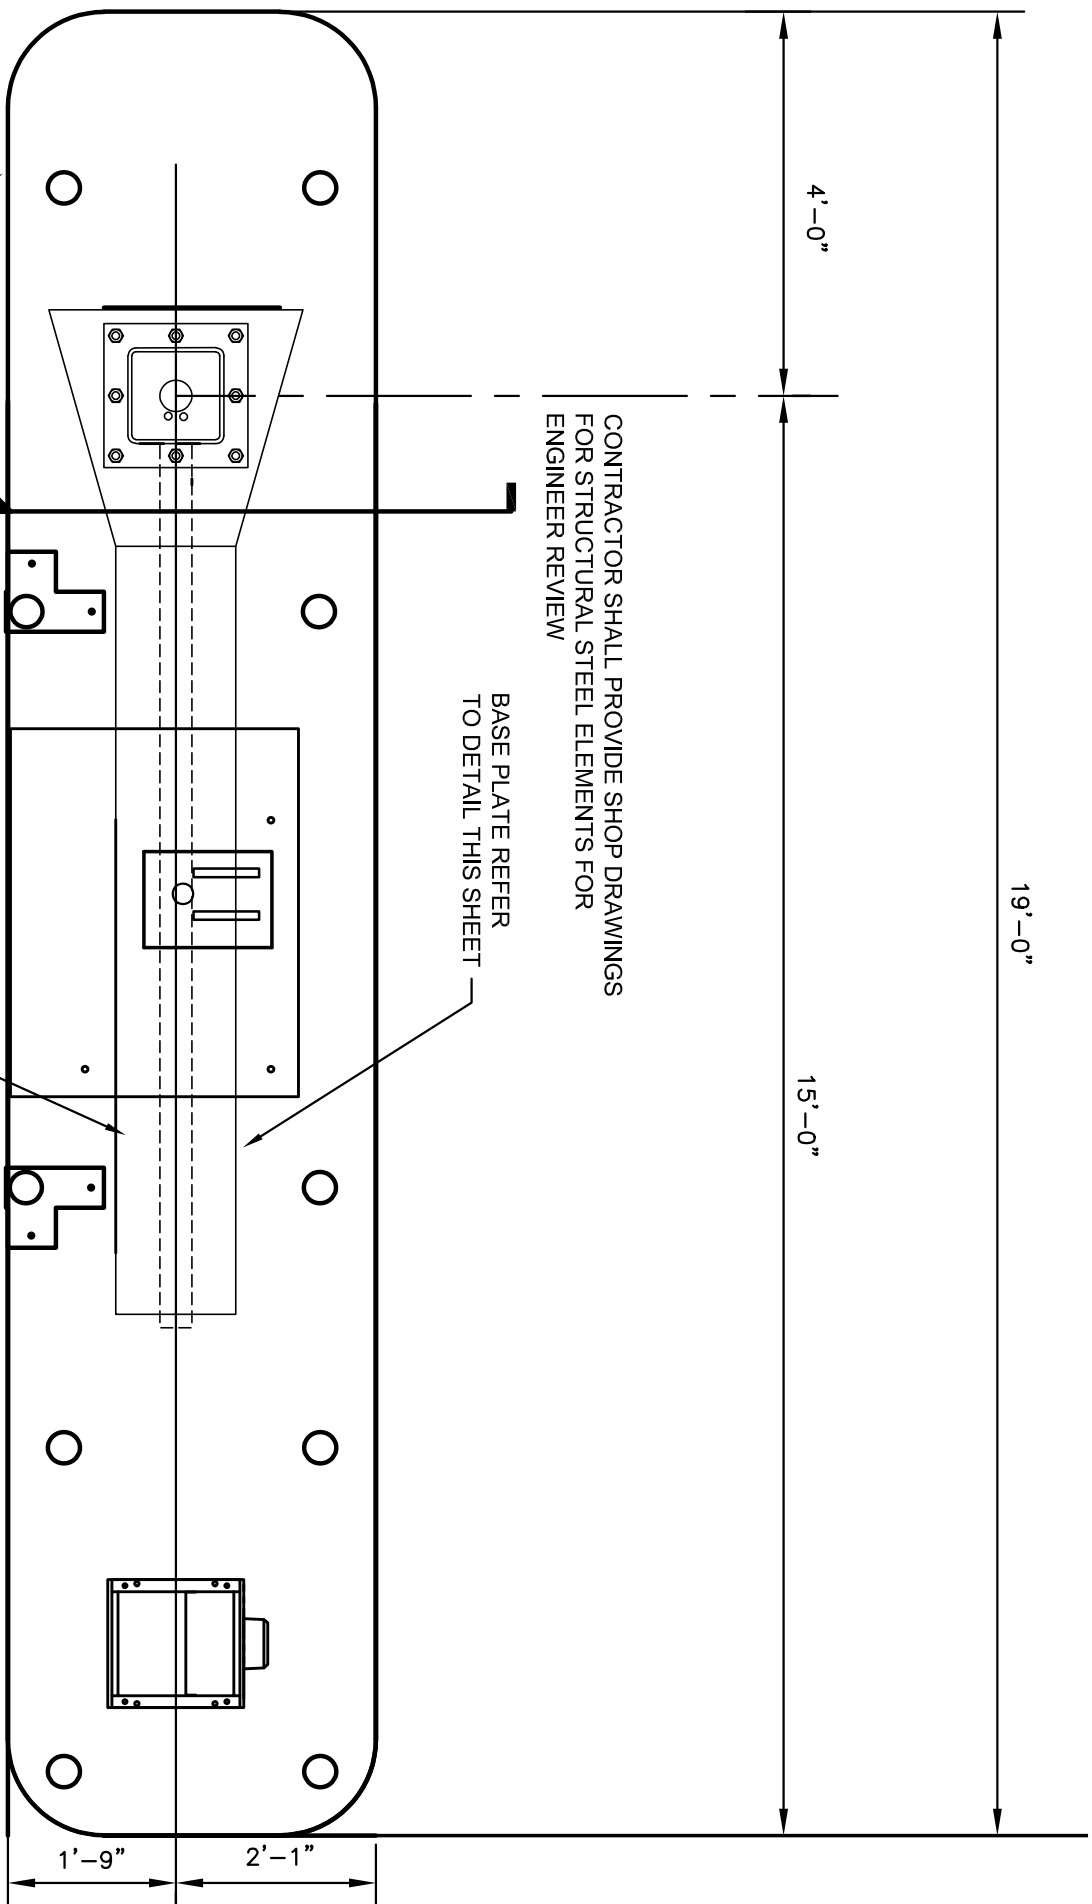 4'-0"
19'-0"
15'-0"
CONTRACTOR SHALL PROVIDE SHOP DRAWINGS
FOR STRUCTURAL STEEL ELEMENTS FOR
ENGINEER REVIEW
BASE PLATE REFER
TO DETAIL THIS SHEET
1'-9"
2'-1"